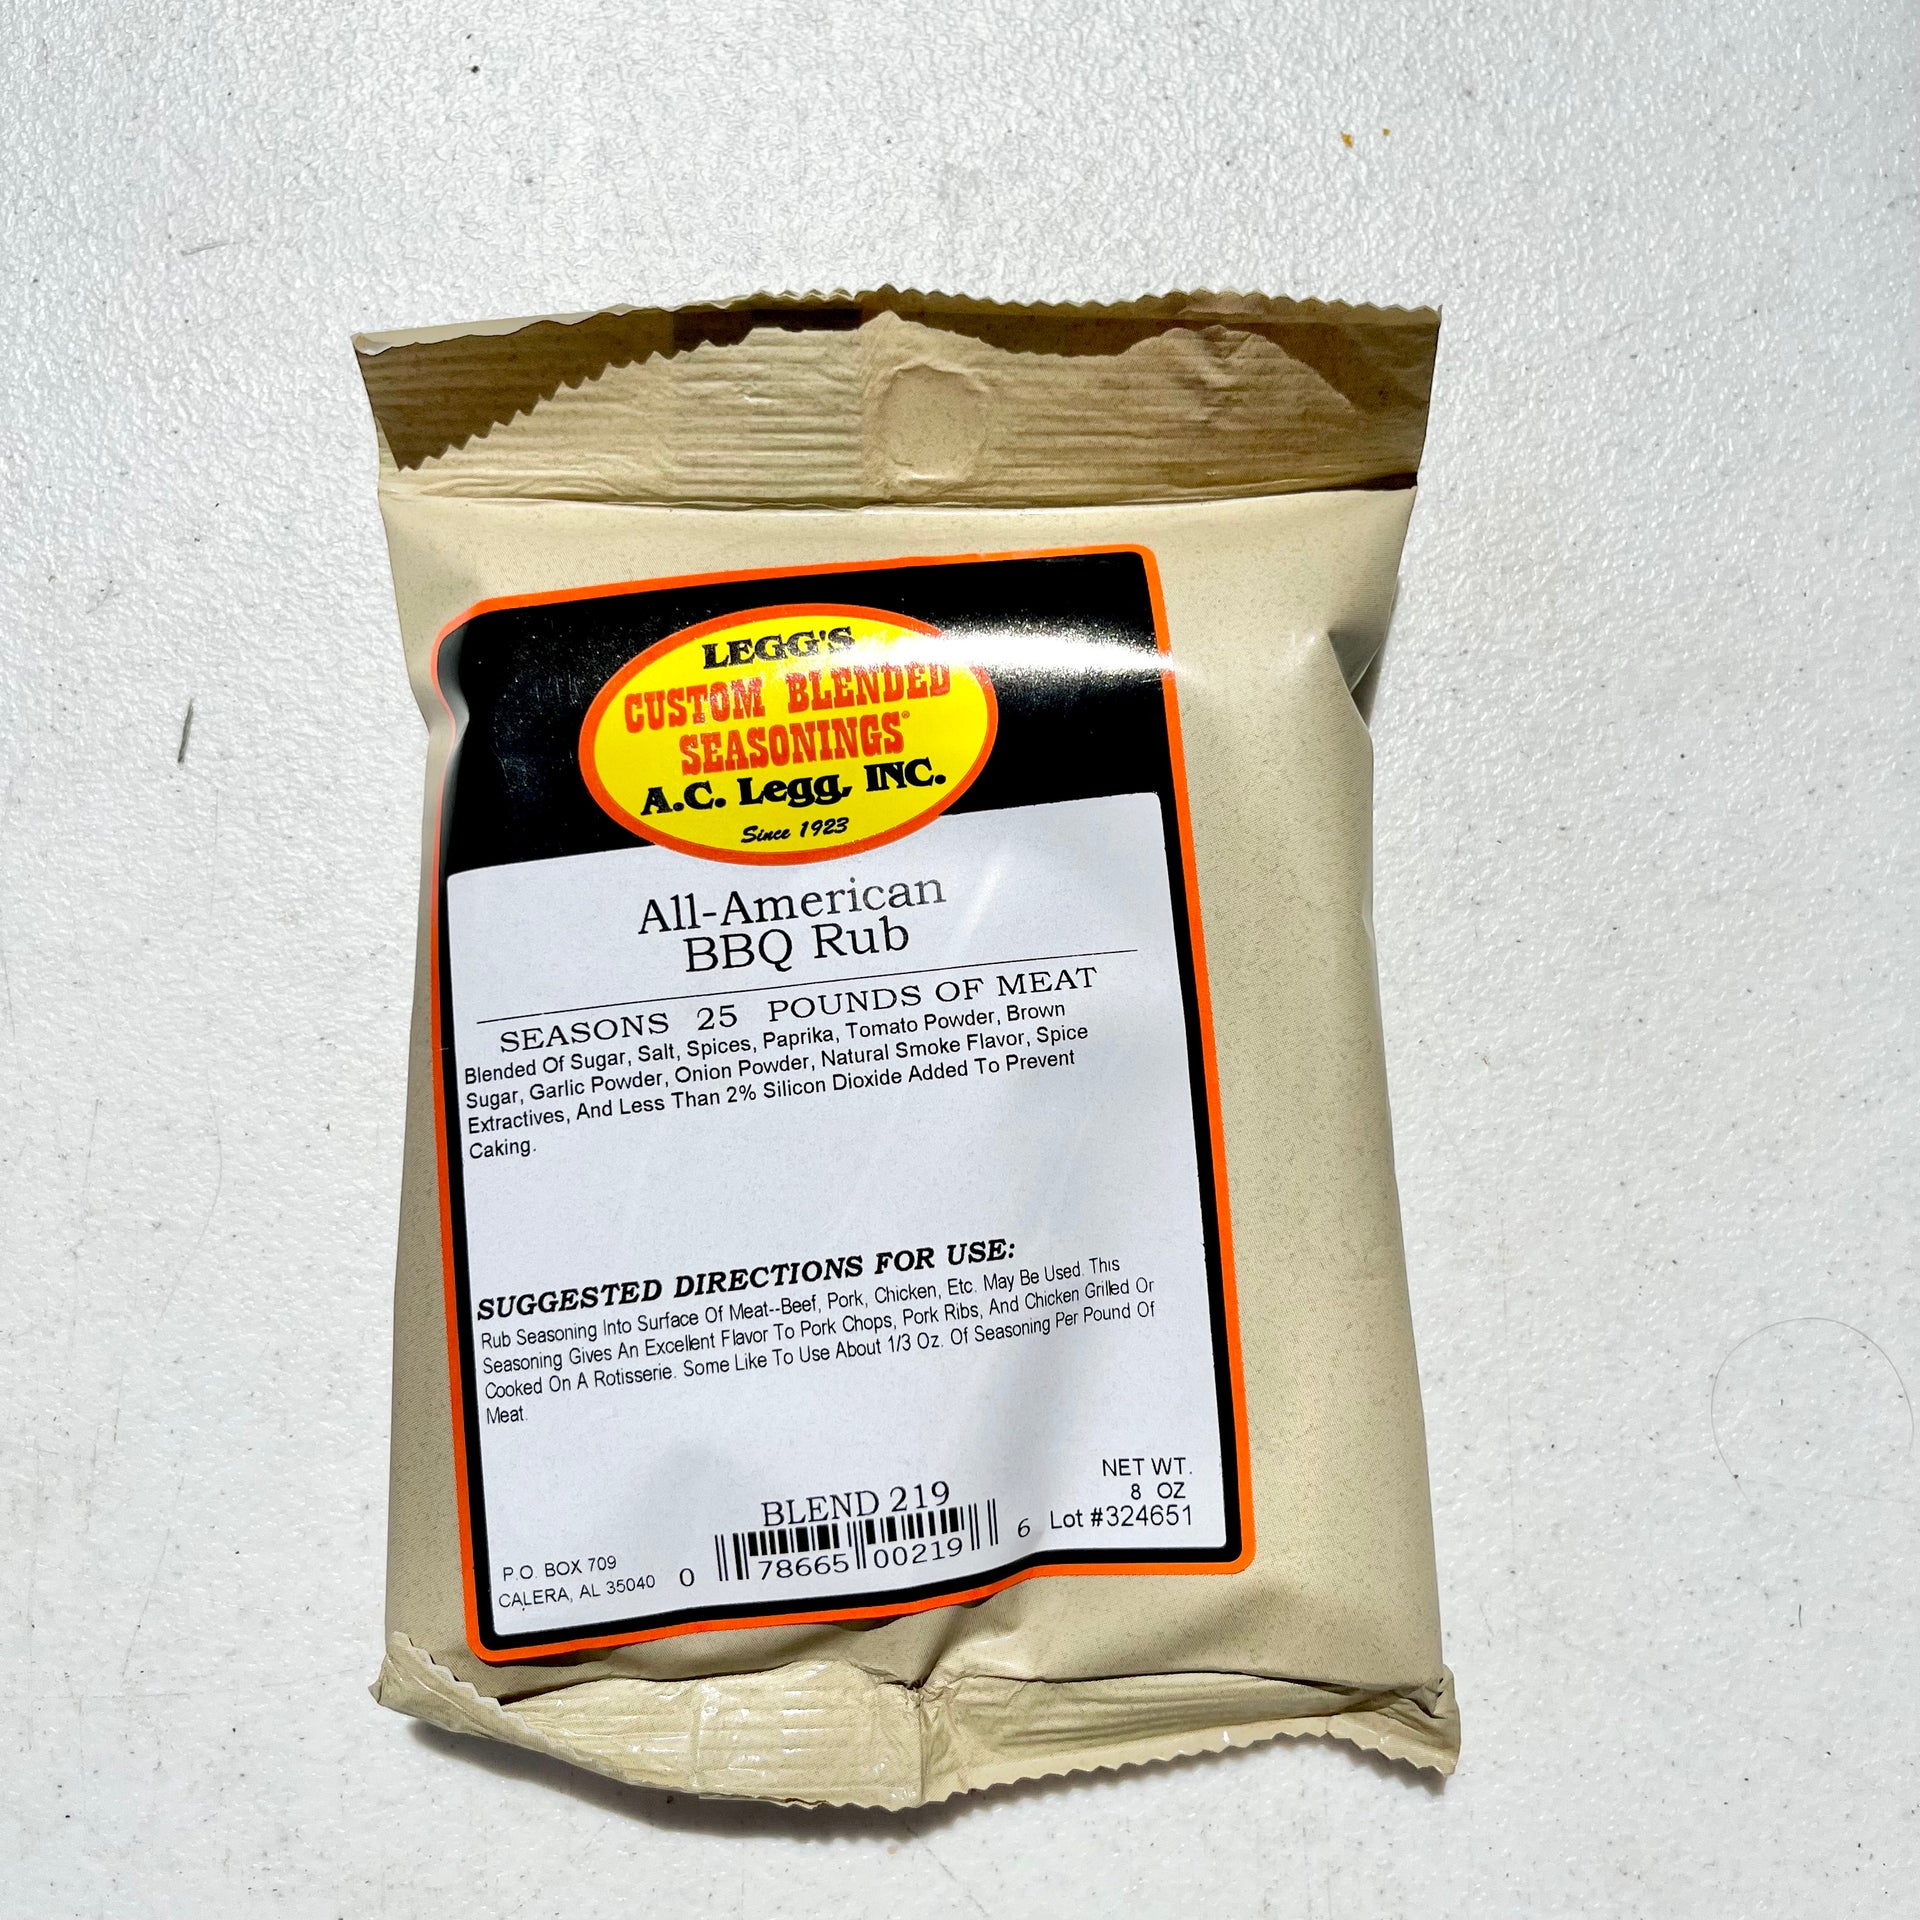 LEGG'S
CUSTOM BLENDED
SEASONINGS®
A.C. Legg, INC.
Since 1923
All-American
BBQ Rub
SEASONS 25 POUNDS OF MEAT
Blended Of Sugar, Salt, Spices, Paprika, Tomato Powder, Brown
Sugar, Garlic Powder, Onion Powder, Natural Smoke Flavor, Spice
Extractives, And Less Than 2% Silicon Dioxide Added To Prevent
Caking.
SUGGESTED DIRECTIONS FOR USE:
Rub Seasoning Into Surface Of Meat--Beef, Pork, Chicken, Etc. May Be Used. This
Seasoning Gives An Excellent Flavor To Pork Chops, Pork Ribs, And Chicken Grilled Or
Cooked On A Rotisserie. Some Like To Use About 1/3 Oz. Of Seasoning Per Pound Of
Meat.
BLEND 219
NET WT.
8 OZ
Lot #324651
P.O. BOX 709
CALERA, AL 35040
0 78665 00219 6